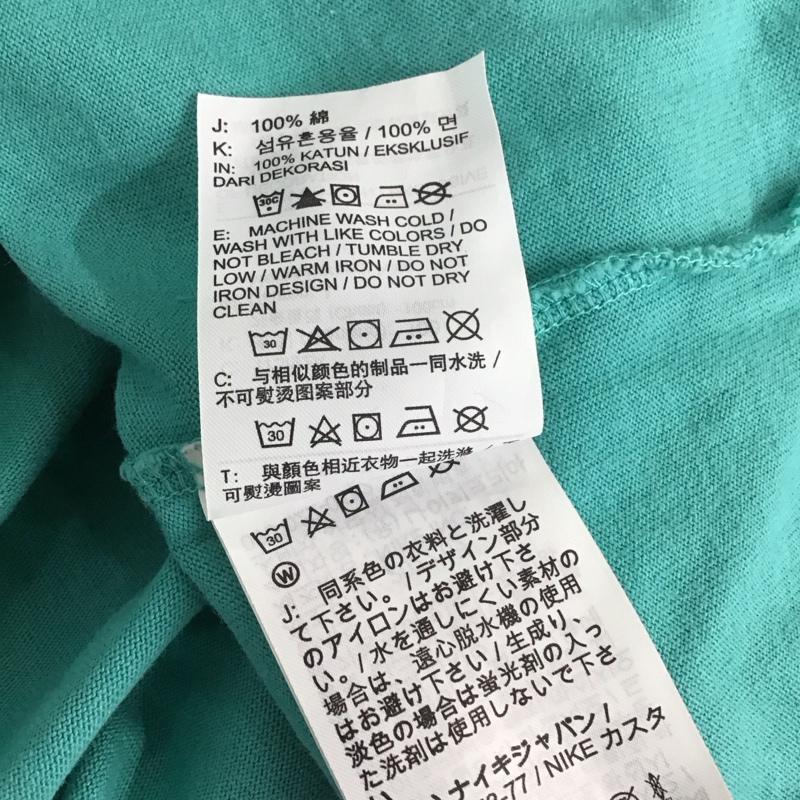 J: 100% 綿
K: 섬유혼용율 / 100% 면
IN: 100% KATUN / EKSKLUSIF
DARI DEKORASI
30C
E: MACHINE WASH COLD /
WASH WITH LIKE COLORS / DO
NOT BLEACH / TUMBLE DRY
LOW / WARM IRON / DO NOT
IRON DESIGN / DO NOT DRY
CLEAN
30
C: 与相似颜色的制品一同水洗 /
不可熨烫图案部分
30
T: 與顏色相近衣物一起洗滌 /
可熨燙圖案
30
W
J: 同系色の衣料と洗濯し
て下さい。/ デザイン部分
のアイロンはお避け下さ
い。/ 水を通しにくい素材の
場合は、遠心脱水機の使用
はお避け下さい / 生成り、
淡色の場合は蛍光剤の入っ
た洗剤は使用しないで下さ
い ナイキジャパン /
-77 / NIKE カスタ